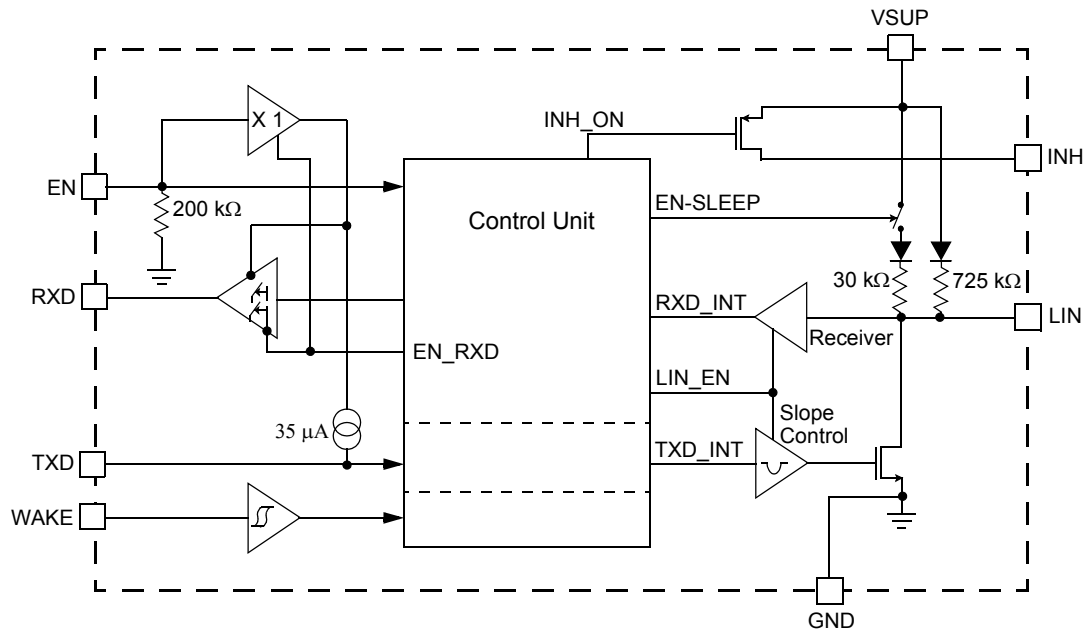 VSUP
X 1
INH_ON
INH
EN
200 kΩ
EN-SLEEP
Control Unit
30 kΩ
725 kΩ
RXD
RXD_INT
LIN
Receiver
EN_RXD
LIN_EN
35 µA
Slope
Control
TXD
TXD_INT
WAKE
GND